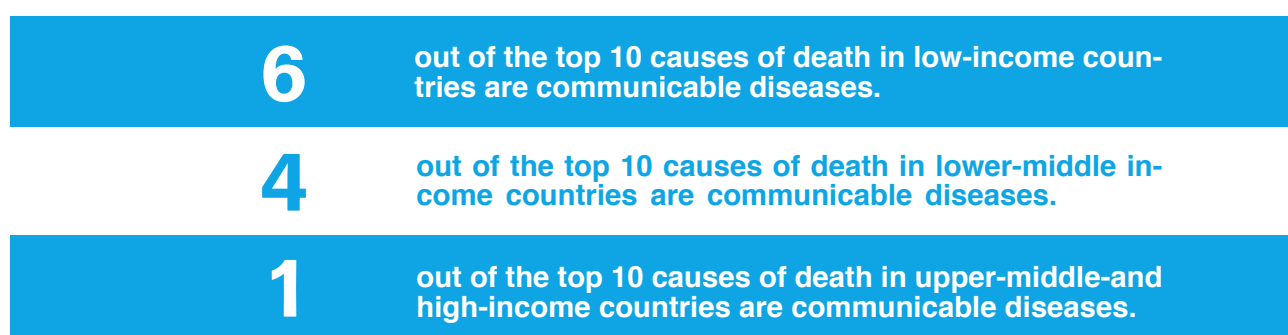 6
out of the top 10 causes of death in low-income coun-
tries are communicable diseases.
4
out of the top 10 causes of death in lower-middle in-
come countries are communicable diseases.
1
out of the top 10 causes of death in upper-middle-and
high-income countries are communicable diseases.